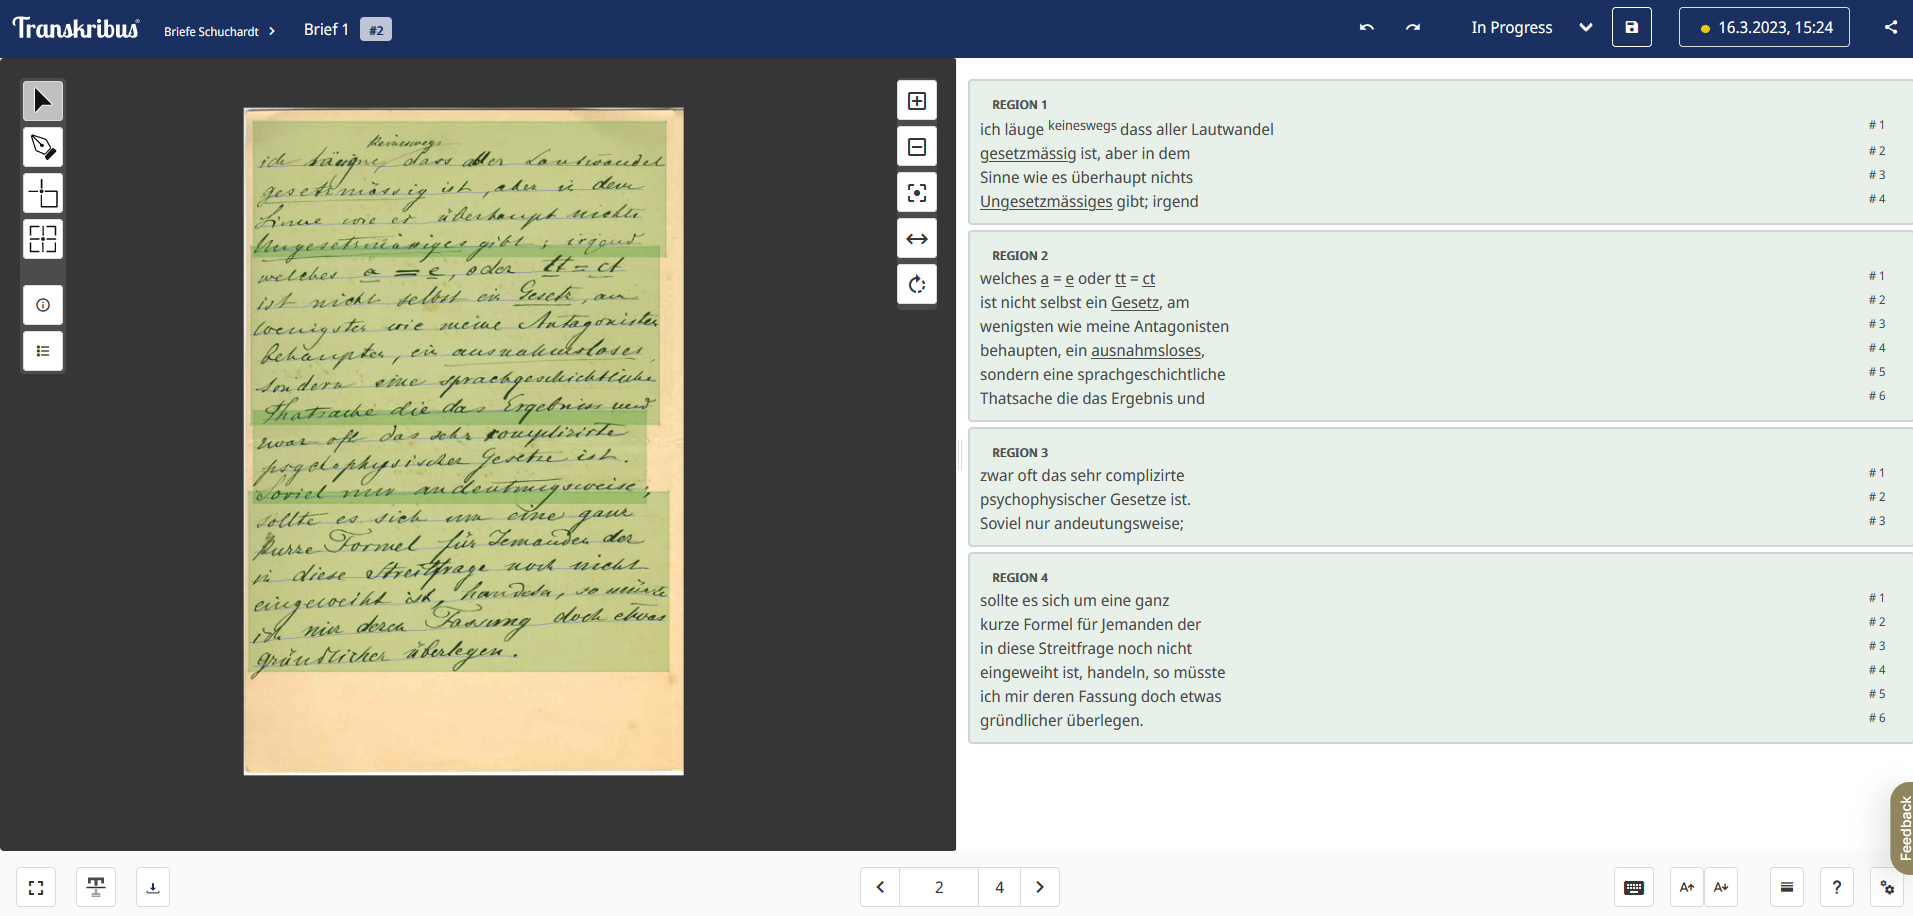 Transkribus
Briefe Schuchardt
Brief 1
#2
In Progress
16.3.2023, 15:24
keineswegs
ich läugne, dass aller Lautwandel
gesetzmässig ist, aber in dem
Sinne wie es überhaupt nichts
Ungesetzmässiges gibt; irgend
welches a = e, oder tt = ct
ist nicht selbst ein Gesetz, am
wenigsten wie meine Antagonisten
behaupten, ein ausnahmsloses,
sondern eine sprachgeschichtliche
Thatsache die das Ergebniss und
zwar oft das sehr complizirte
psychophysischer Gesetze ist.
Soviel nur andeutungsweise;
sollte es sich um eine ganz
kurze Formel für Jemanden der
in diese Streitfrage noch nicht
eingeweiht ist, handeln, so müsste
ich mir deren Fassung doch etwas
gründlicher überlegen.
REGION 1
ich läuge keineswegs dass aller Lautwandel #1
gesetzmässig ist, aber in dem #2
Sinne wie es überhaupt nichts #3
Ungesetzmässiges gibt; irgend #4
REGION 2
welches a = e oder tt = ct #1
ist nicht selbst ein Gesetz, am #2
wenigsten wie meine Antagonisten #3
behaupten, ein ausnahmsloses, #4
sondern eine sprachgeschichtliche #5
Thatsache die das Ergebnis und #6
REGION 3
zwar oft das sehr complizirte #1
psychophysischer Gesetze ist. #2
Soviel nur andeutungsweise; #3
REGION 4
sollte es sich um eine ganz #1
kurze Formel für Jemanden der #2
in diese Streitfrage noch nicht #3
eingeweiht ist, handeln, so müsste #4
ich mir deren Fassung doch etwas #5
gründlicher überlegen. #6
Feedback
2
4
A
A
?